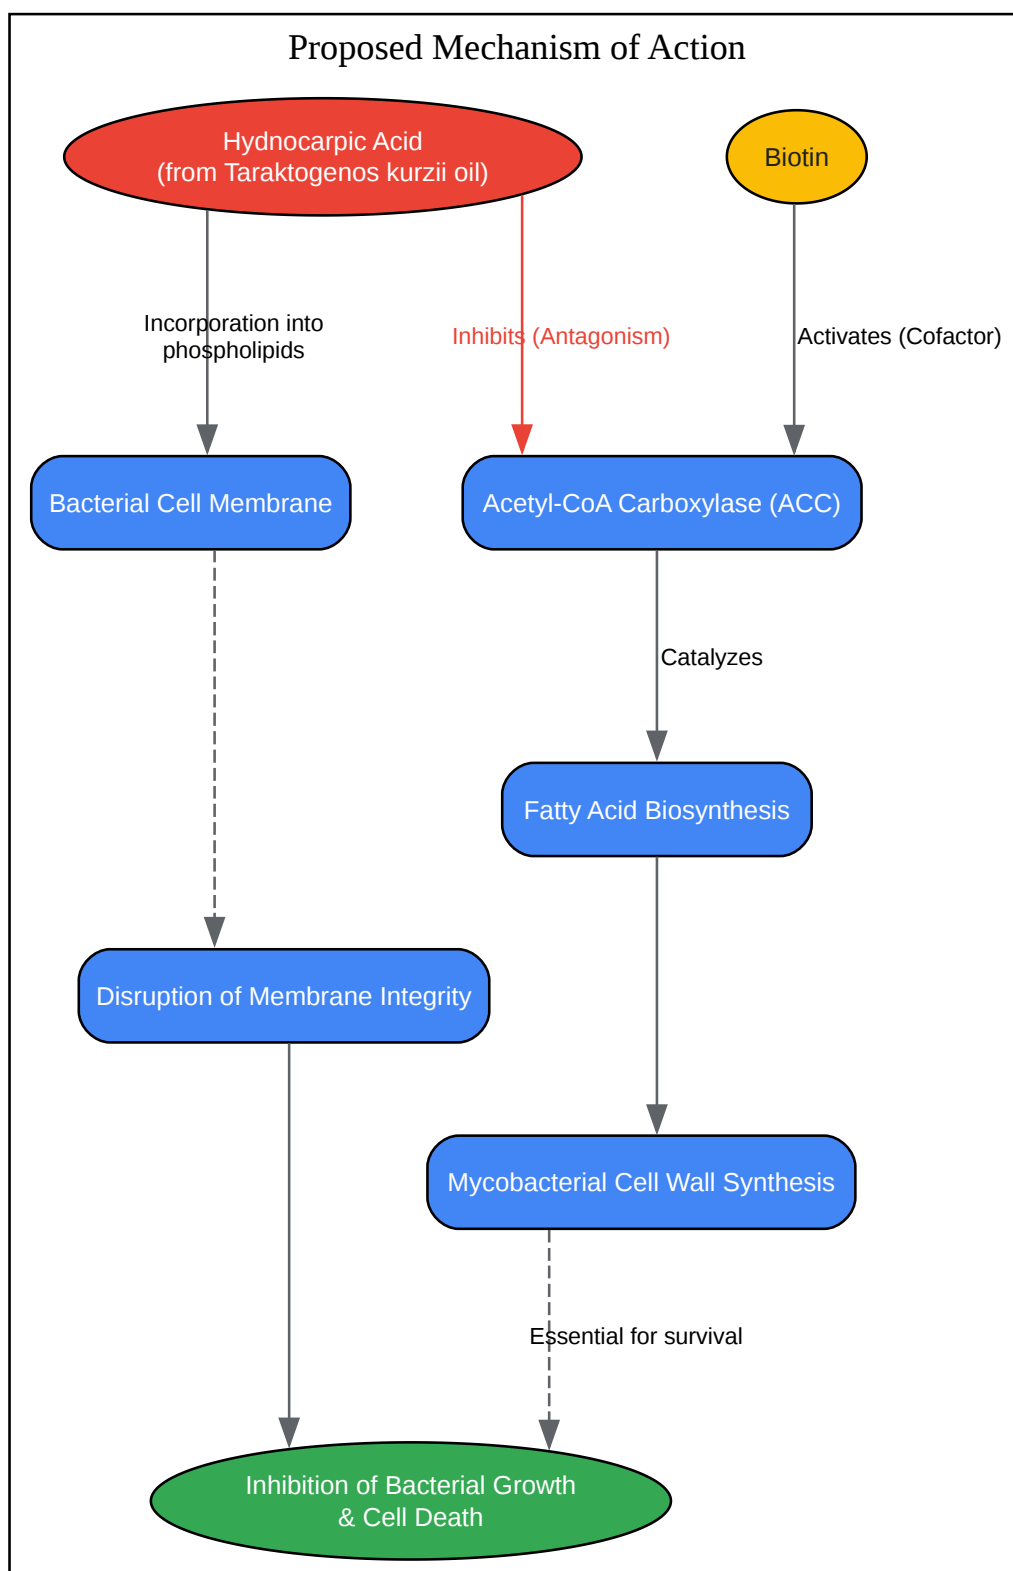 Proposed Mechanism of Action
Hydnocarpic Acid
(from Taraktogenos kurzii oil)
Biotin
Incorporation into
phospholipids
Inhibits (Antagonism)
Activates (Cofactor)
Bacterial Cell Membrane
Acetyl-CoA Carboxylase (ACC)
Catalyzes
Fatty Acid Biosynthesis
Disruption of Membrane Integrity
Mycobacterial Cell Wall Synthesis
Essential for survival
Inhibition of Bacterial Growth
& Cell Death